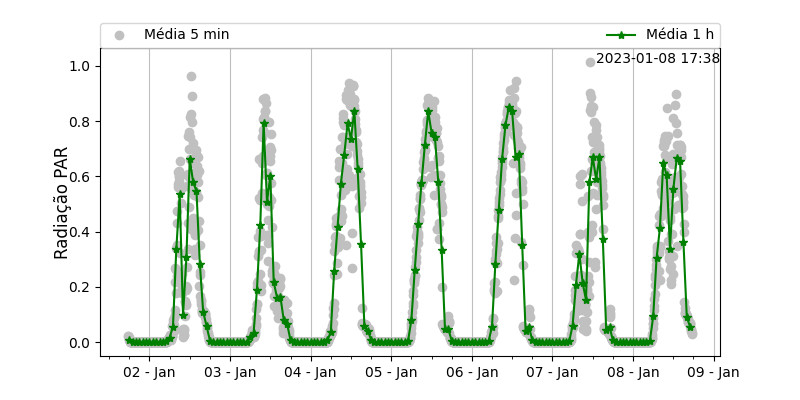 Média 5 min
Média 1 h
2023-01-08 17:38
Radiação PAR
1.0
0.8
0.6
0.4
0.2
0.0
02 - Jan
03 - Jan
04 - Jan
05 - Jan
06 - Jan
07 - Jan
08 - Jan
09 - Jan